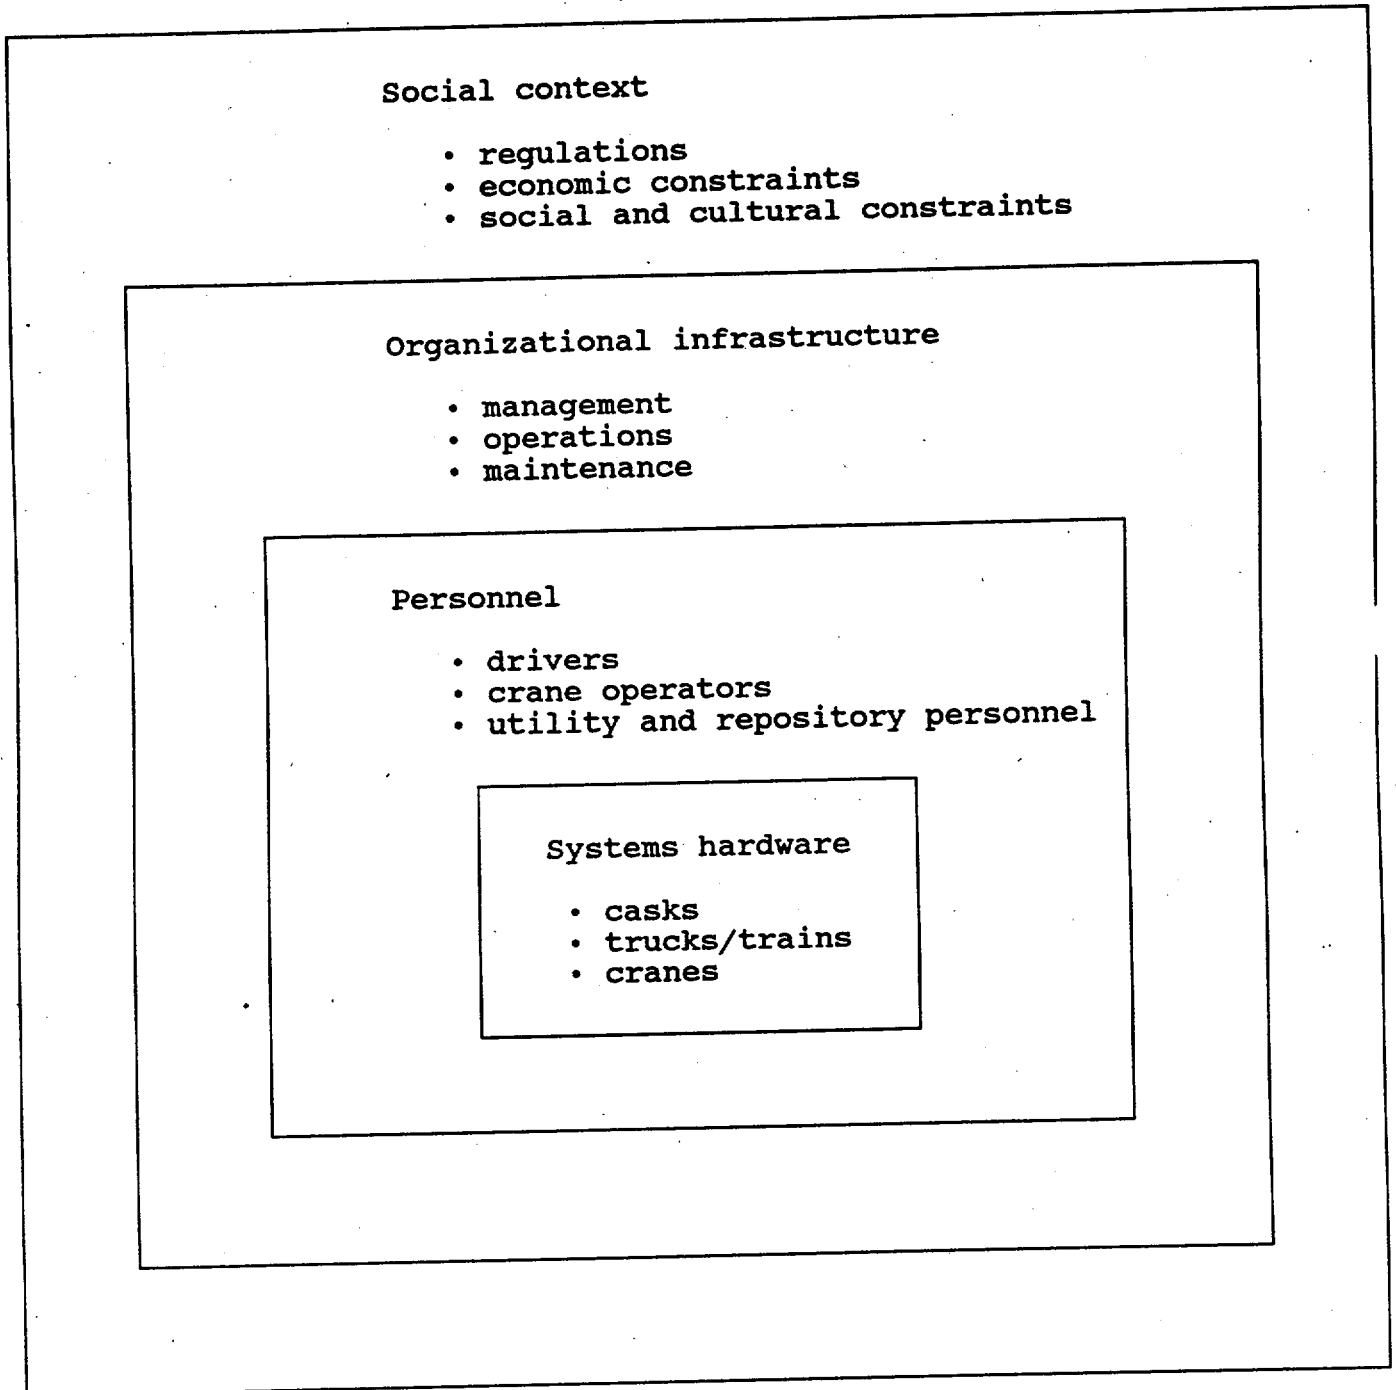 Social context
• regulations
• economic constraints
• social and cultural constraints
Organizational infrastructure
• management
• operations
• maintenance
Personnel
• drivers
• crane operators
• utility and repository personnel
Systems hardware
• casks
• trucks/trains
• cranes